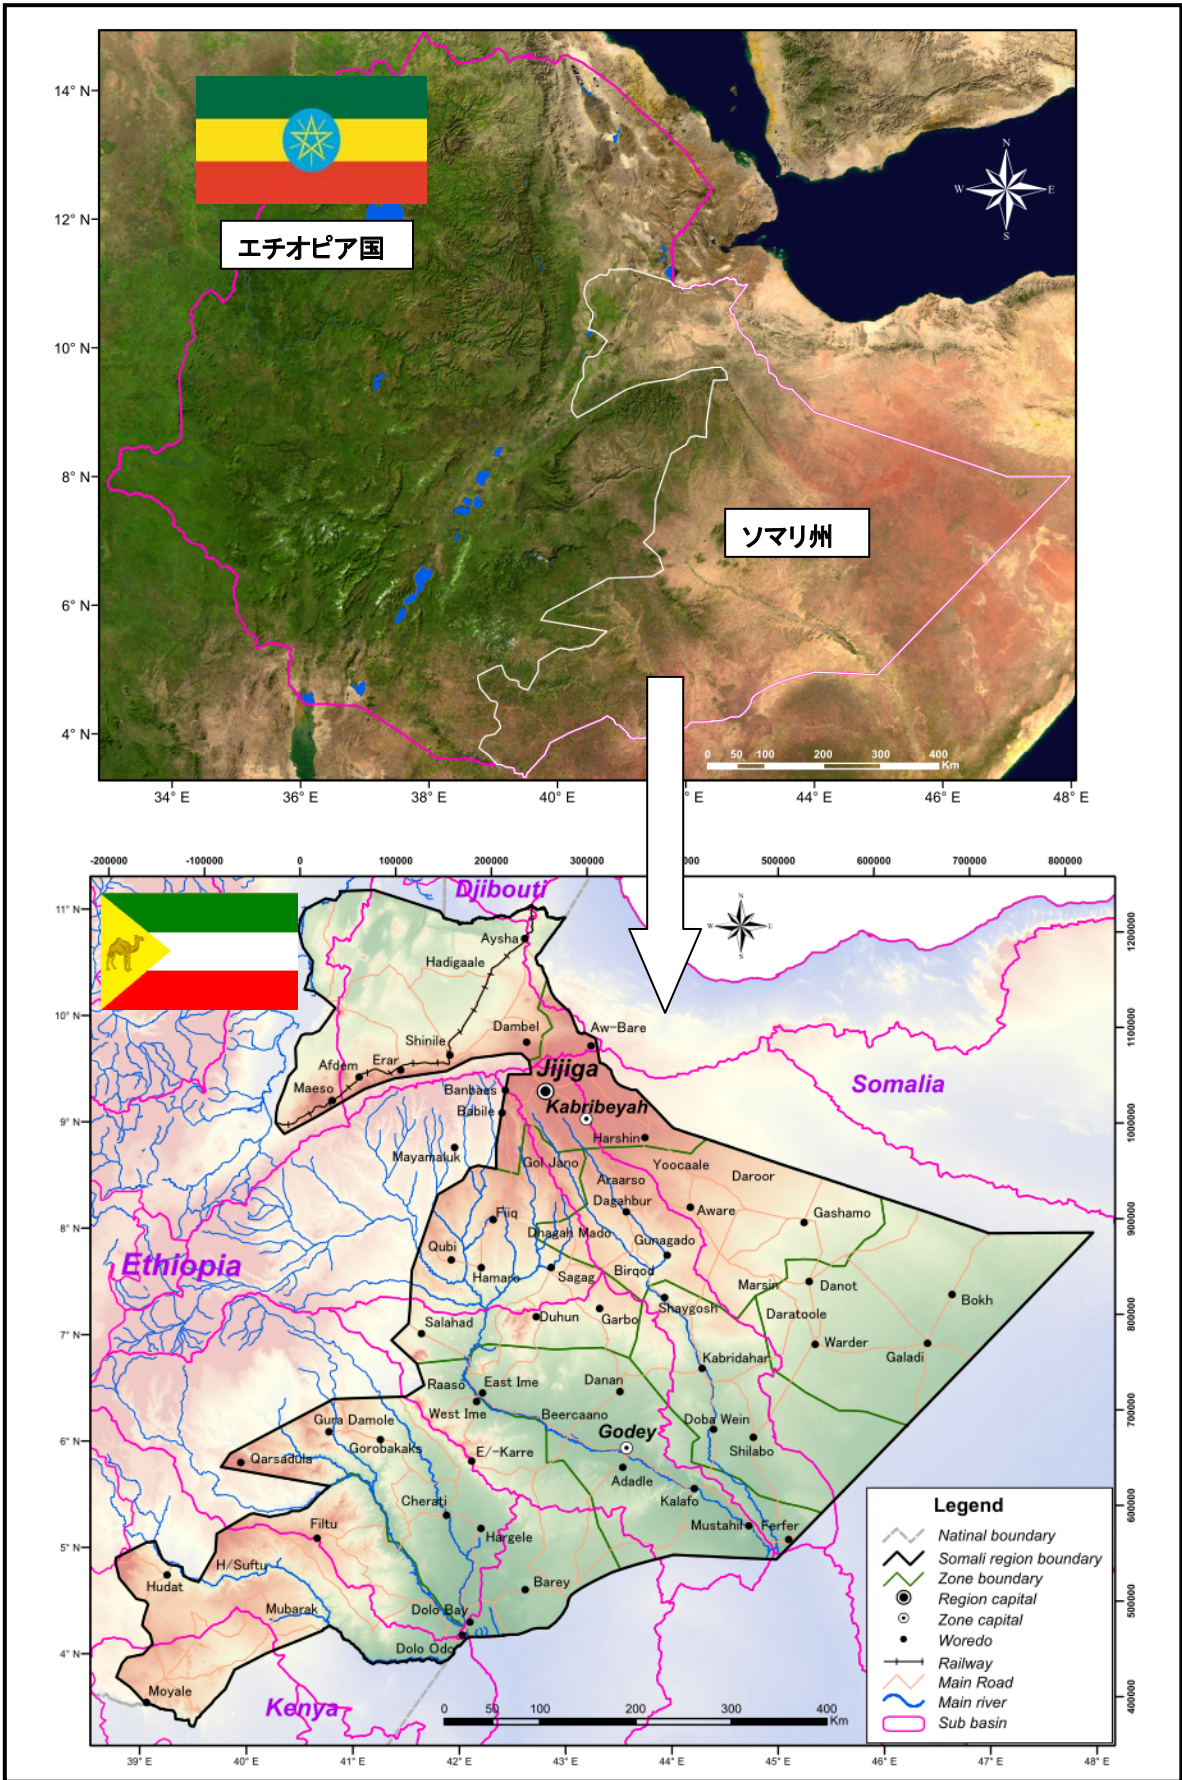 14° N
12° N
10° N
8° N
6° N
4° N
エチオピア国
ソマリ州
N
W
E
S
0 50 100 200 300 400
Km
34° E 36° E 38° E 40° E ° E 44° E 46° E 48° E
-200000 -100000 0 100000 200000 300000 000 500000 600000 700000 800000
Djibouti
11° N
10° N
9° N
8° N
7° N
6° N
5° N
4° N
1200000
1100000
1000000
900000
800000
700000
600000
500000
400000
N
W
E
S
Aysha
Hadigaale
Dambel
Aw-Bare
Shinile
Erar
Afdem
Maeso
Jijiga
Somalia
Banbaas
Kabribeyah
Babile
Harshin
Mayamaluk
Gol Jano
Yoocaale
Daroor
Araarso
Dagahbur
Aware
Gashamo
Fiiq
Dhagah Mado
Gunagado
Qubi
Ethiopia
Hamaro
Sagag
Birqod
Marsin
Danot
Bokh
Shaygosh
Daratoole
Duhun
Garbo
Salahad
Warder
Galadi
Kabridahar
Raaso
East Ime
Danan
West Ime
Beercaano
Gura Damole
Doba Wein
Godey
Gorobakaks
E/-Karre
Shilabo
Qarsadula
Adadle
Kalafo
Cherati
Filtu
Hargele
Mustahil
Ferfer
H/Suftu
Hudat
Barey
Mubarak
Dolo Bay
Dolo Odo
Moyale
Kenya
0 50 100 200 300 400
Km
Legend
Natinal boundary
Somali region boundary
Zone boundary
Region capital
Zone capital
Woredo
Railway
Main Road
Main river
Sub basin
39° E 40° E 41° E 42° E 43° E 44° E 45° E 46° E 47° E 48° E